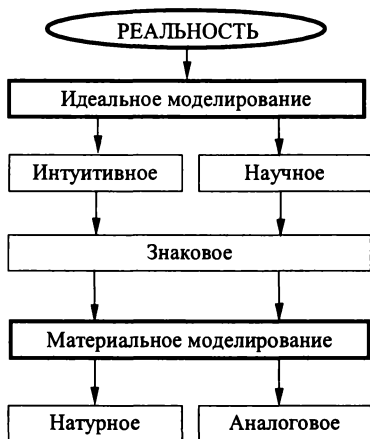 РЕАЛЬНОСТЬ
Идеальное моделирование
Интуитивное
Научное
Знаковое
Материальное моделирование
Натурное
Аналоговое